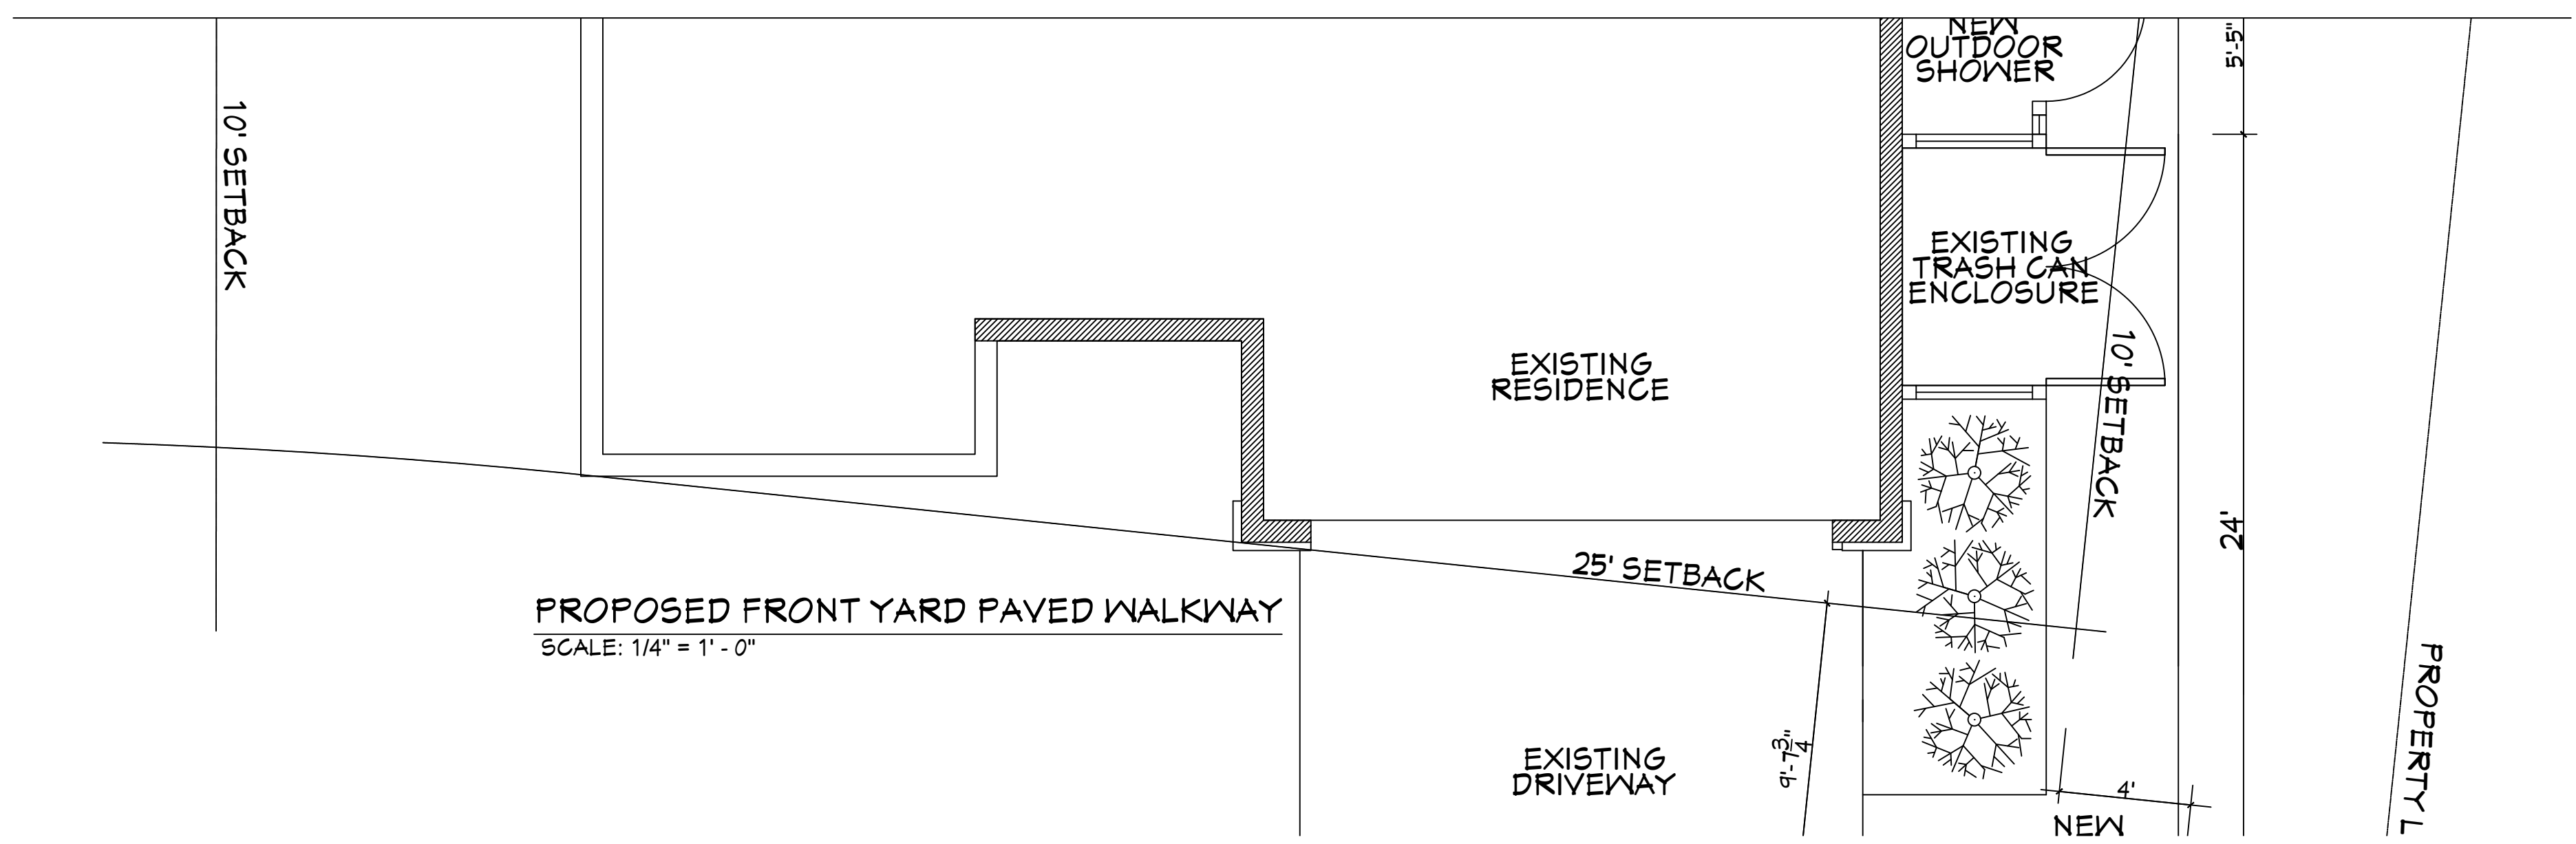 NEW
OUTDOOR
SHOWER
5'-5"
10' SETBACK
EXISTING
TRASH CAN
ENCLOSURE
10' SETBACK
EXISTING
RESIDENCE
24'
25' SETBACK
PROPOSED FRONT YARD PAVED WALKWAY
SCALE: 1/4" = 1' - 0"
PROPERTY L
EXISTING
DRIVEWAY
9'-7 3/4"
4'
NEW